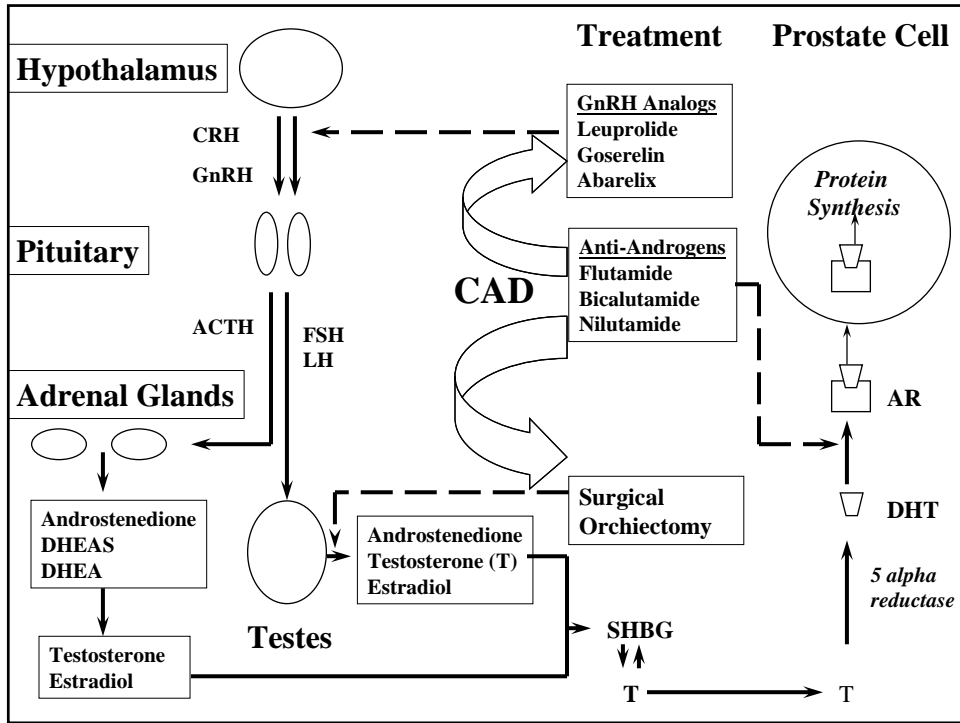 Treatment
Prostate Cell
Hypothalamus
GnRH Analogs
Leuprolide
Goserelin
Abarelix
CRH
GnRH
Protein
Synthesis
Pituitary
Anti-Androgens
Flutamide
Bicalutamide
Nilutamide
CAD
ACTH
FSH
LH
Adrenal Glands
AR
Surgical
Orchiectomy
DHT
Androstenedione
DHEAS
DHEA
Androstenedione
Testosterone (T)
Estradiol
5 alpha
reductase
Testes
SHBG
Testosterone
Estradiol
T
T